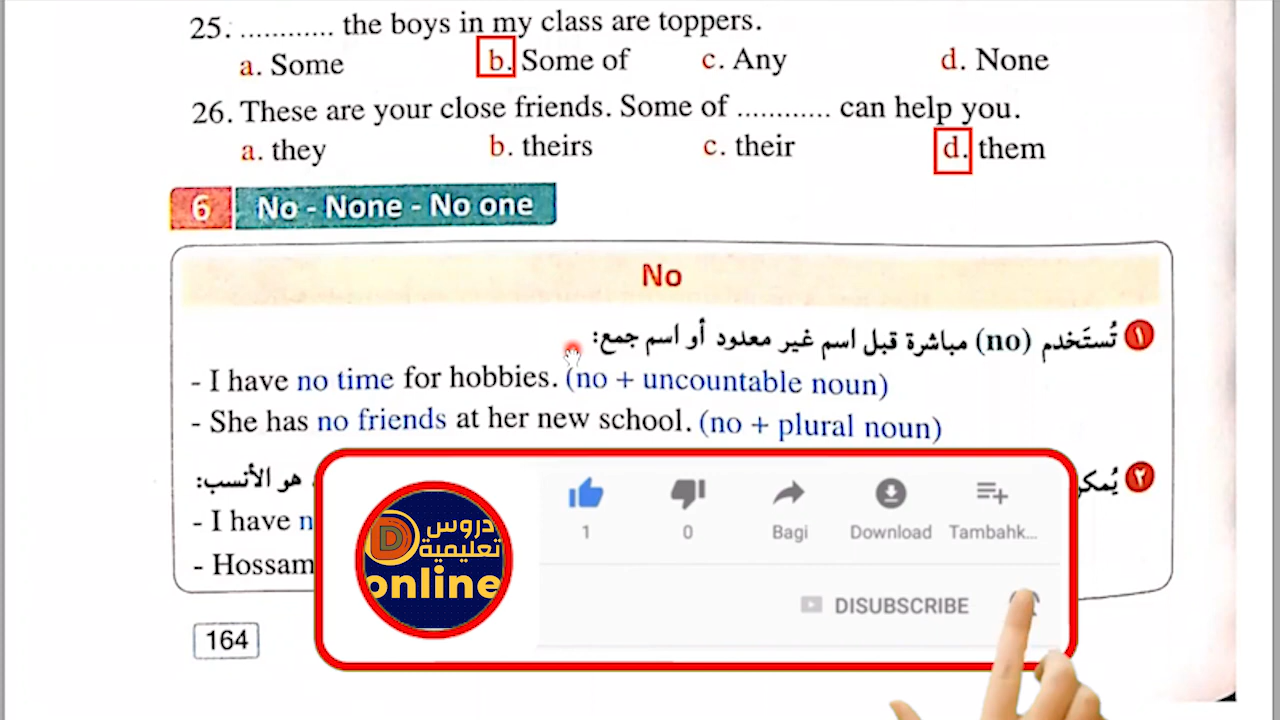 25. ............ the boys in my class are toppers.
a. Some b. Some of c. Any d. None
26. These are your close friends. Some of ............ can help you.
a. they b. theirs c. their d. them
6 No - None - No one
No
١ تُستَخدم (no) مباشرة قبل اسم غير معدود أو اسم جمع:
- I have no time for hobbies. (no + uncountable noun)
- She has no friends at her new school. (no + plural noun)
٢ هو الأنسب:
- I have n
- Hossam
164
دروس
تعليمية
D
online
1 0 Bagi Download Tambahk...
DISUBSCRIBE